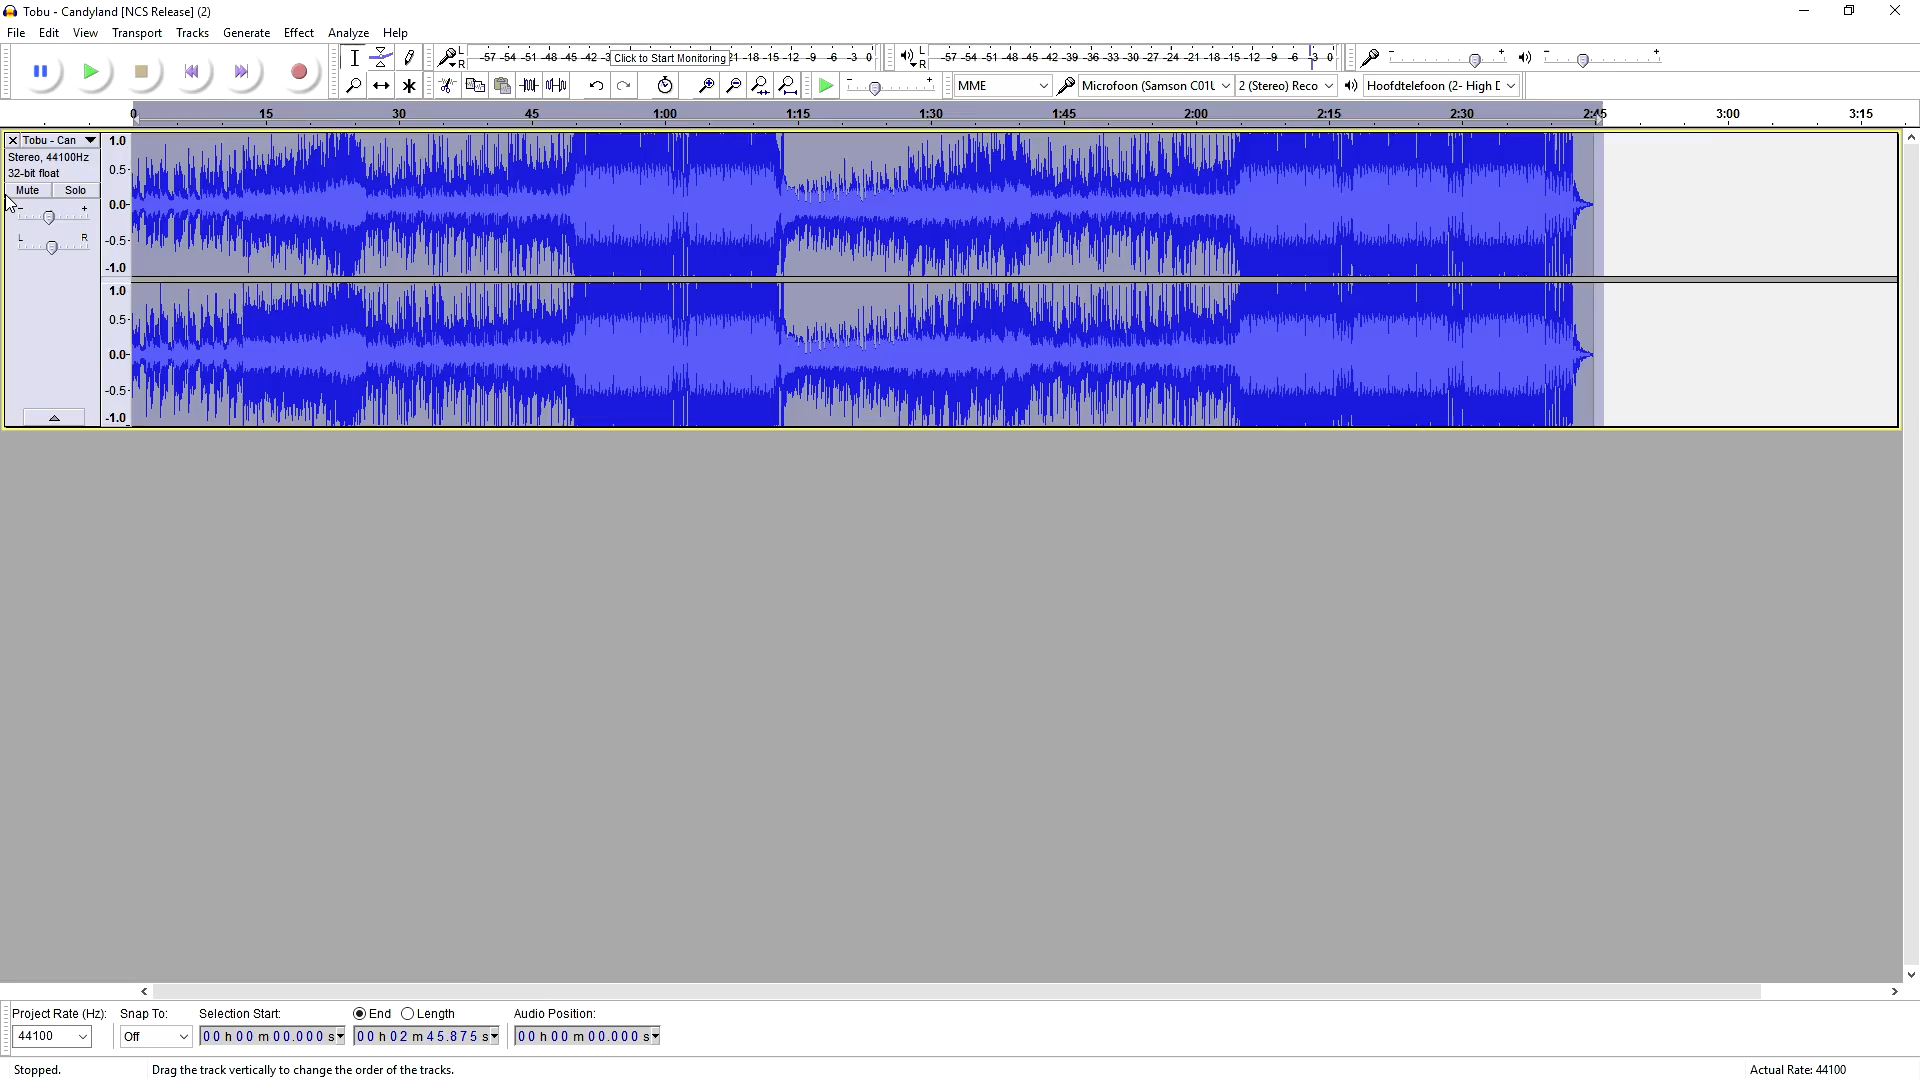 Tobu - Candyland [NCS Release] (2)
File Edit View Transport Tracks Generate Effect Analyze Help
L R -57 -54 -51 -48 -45 -42 -3 Click to Start Monitoring 21 -18 -15 -12 -9 -6 -3 0
L R -57 -54 -51 -48 -45 -42 -39 -36 -33 -30 -27 -24 -21 -18 -15 -12 -9 -6 -3 0
- + - +
- + MME Microfoon (Samson C01U 2 (Stereo) Reco Hoofdtelefoon (2- High D
0 15 30 45 1:00 1:15 1:30 1:45 2:00 2:15 2:30 2:45 3:00 3:15
Tobu - Can
Stereo, 44100Hz
32-bit float
Mute Solo
- +
L R
1.0
0.5-
0.0-
-0.5-
-1.0
1.0
0.5-
0.0-
-0.5-
-1.0
Project Rate (Hz): Snap To: Selection Start: End Length Audio Position:
44100 Off 00 h 00 m 00.000 s 00 h 02 m 45.875 s 00 h 00 m 00.000 s
Stopped. Drag the track vertically to change the order of the tracks. Actual Rate: 44100